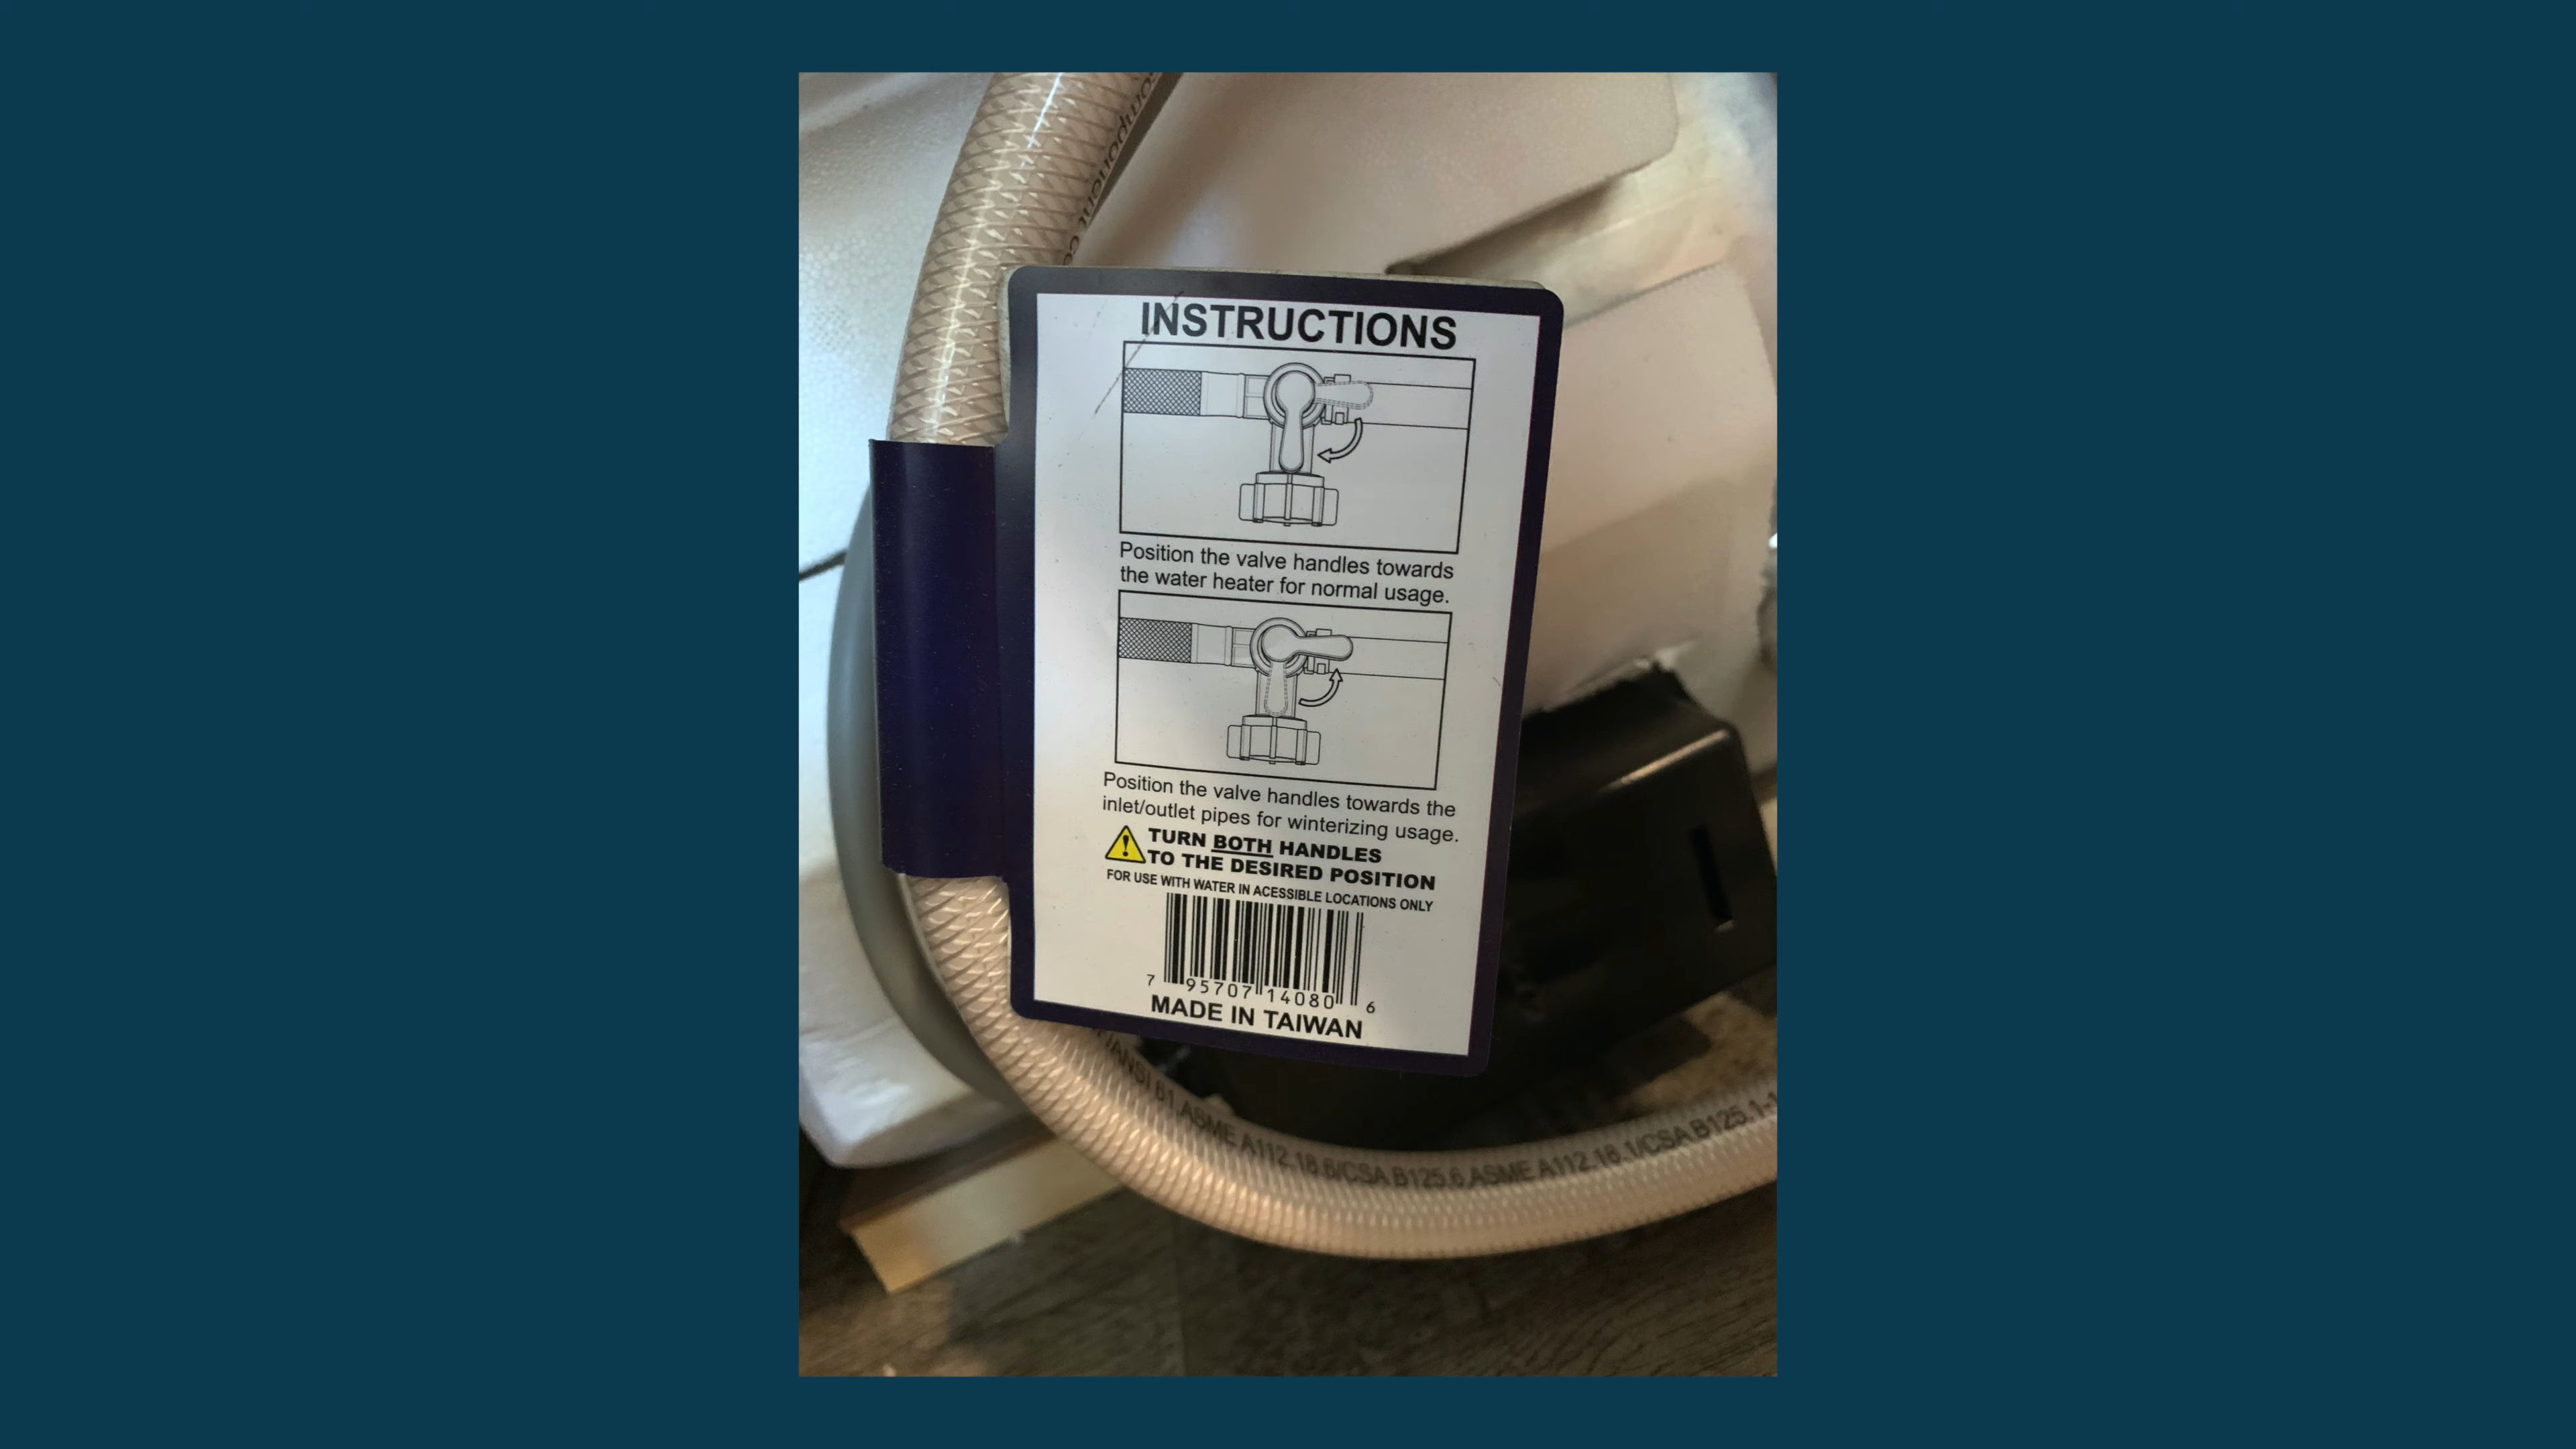 component c
INSTRUCTIONS
Position the valve handles towards
the water heater for normal usage.
Position the valve handles towards the
inlet/outlet pipes for winterizing usage.
TURN BOTH HANDLES
TO THE DESIRED POSITION
FOR USE WITH WATER IN ACESSIBLE LOCATIONS ONLY
7 95707 14080 6
MADE IN TAIWAN
/ANSI 61,ASME A112.18.6/CSA B125.6,ASME A112.18.1/CSA B125.1-1